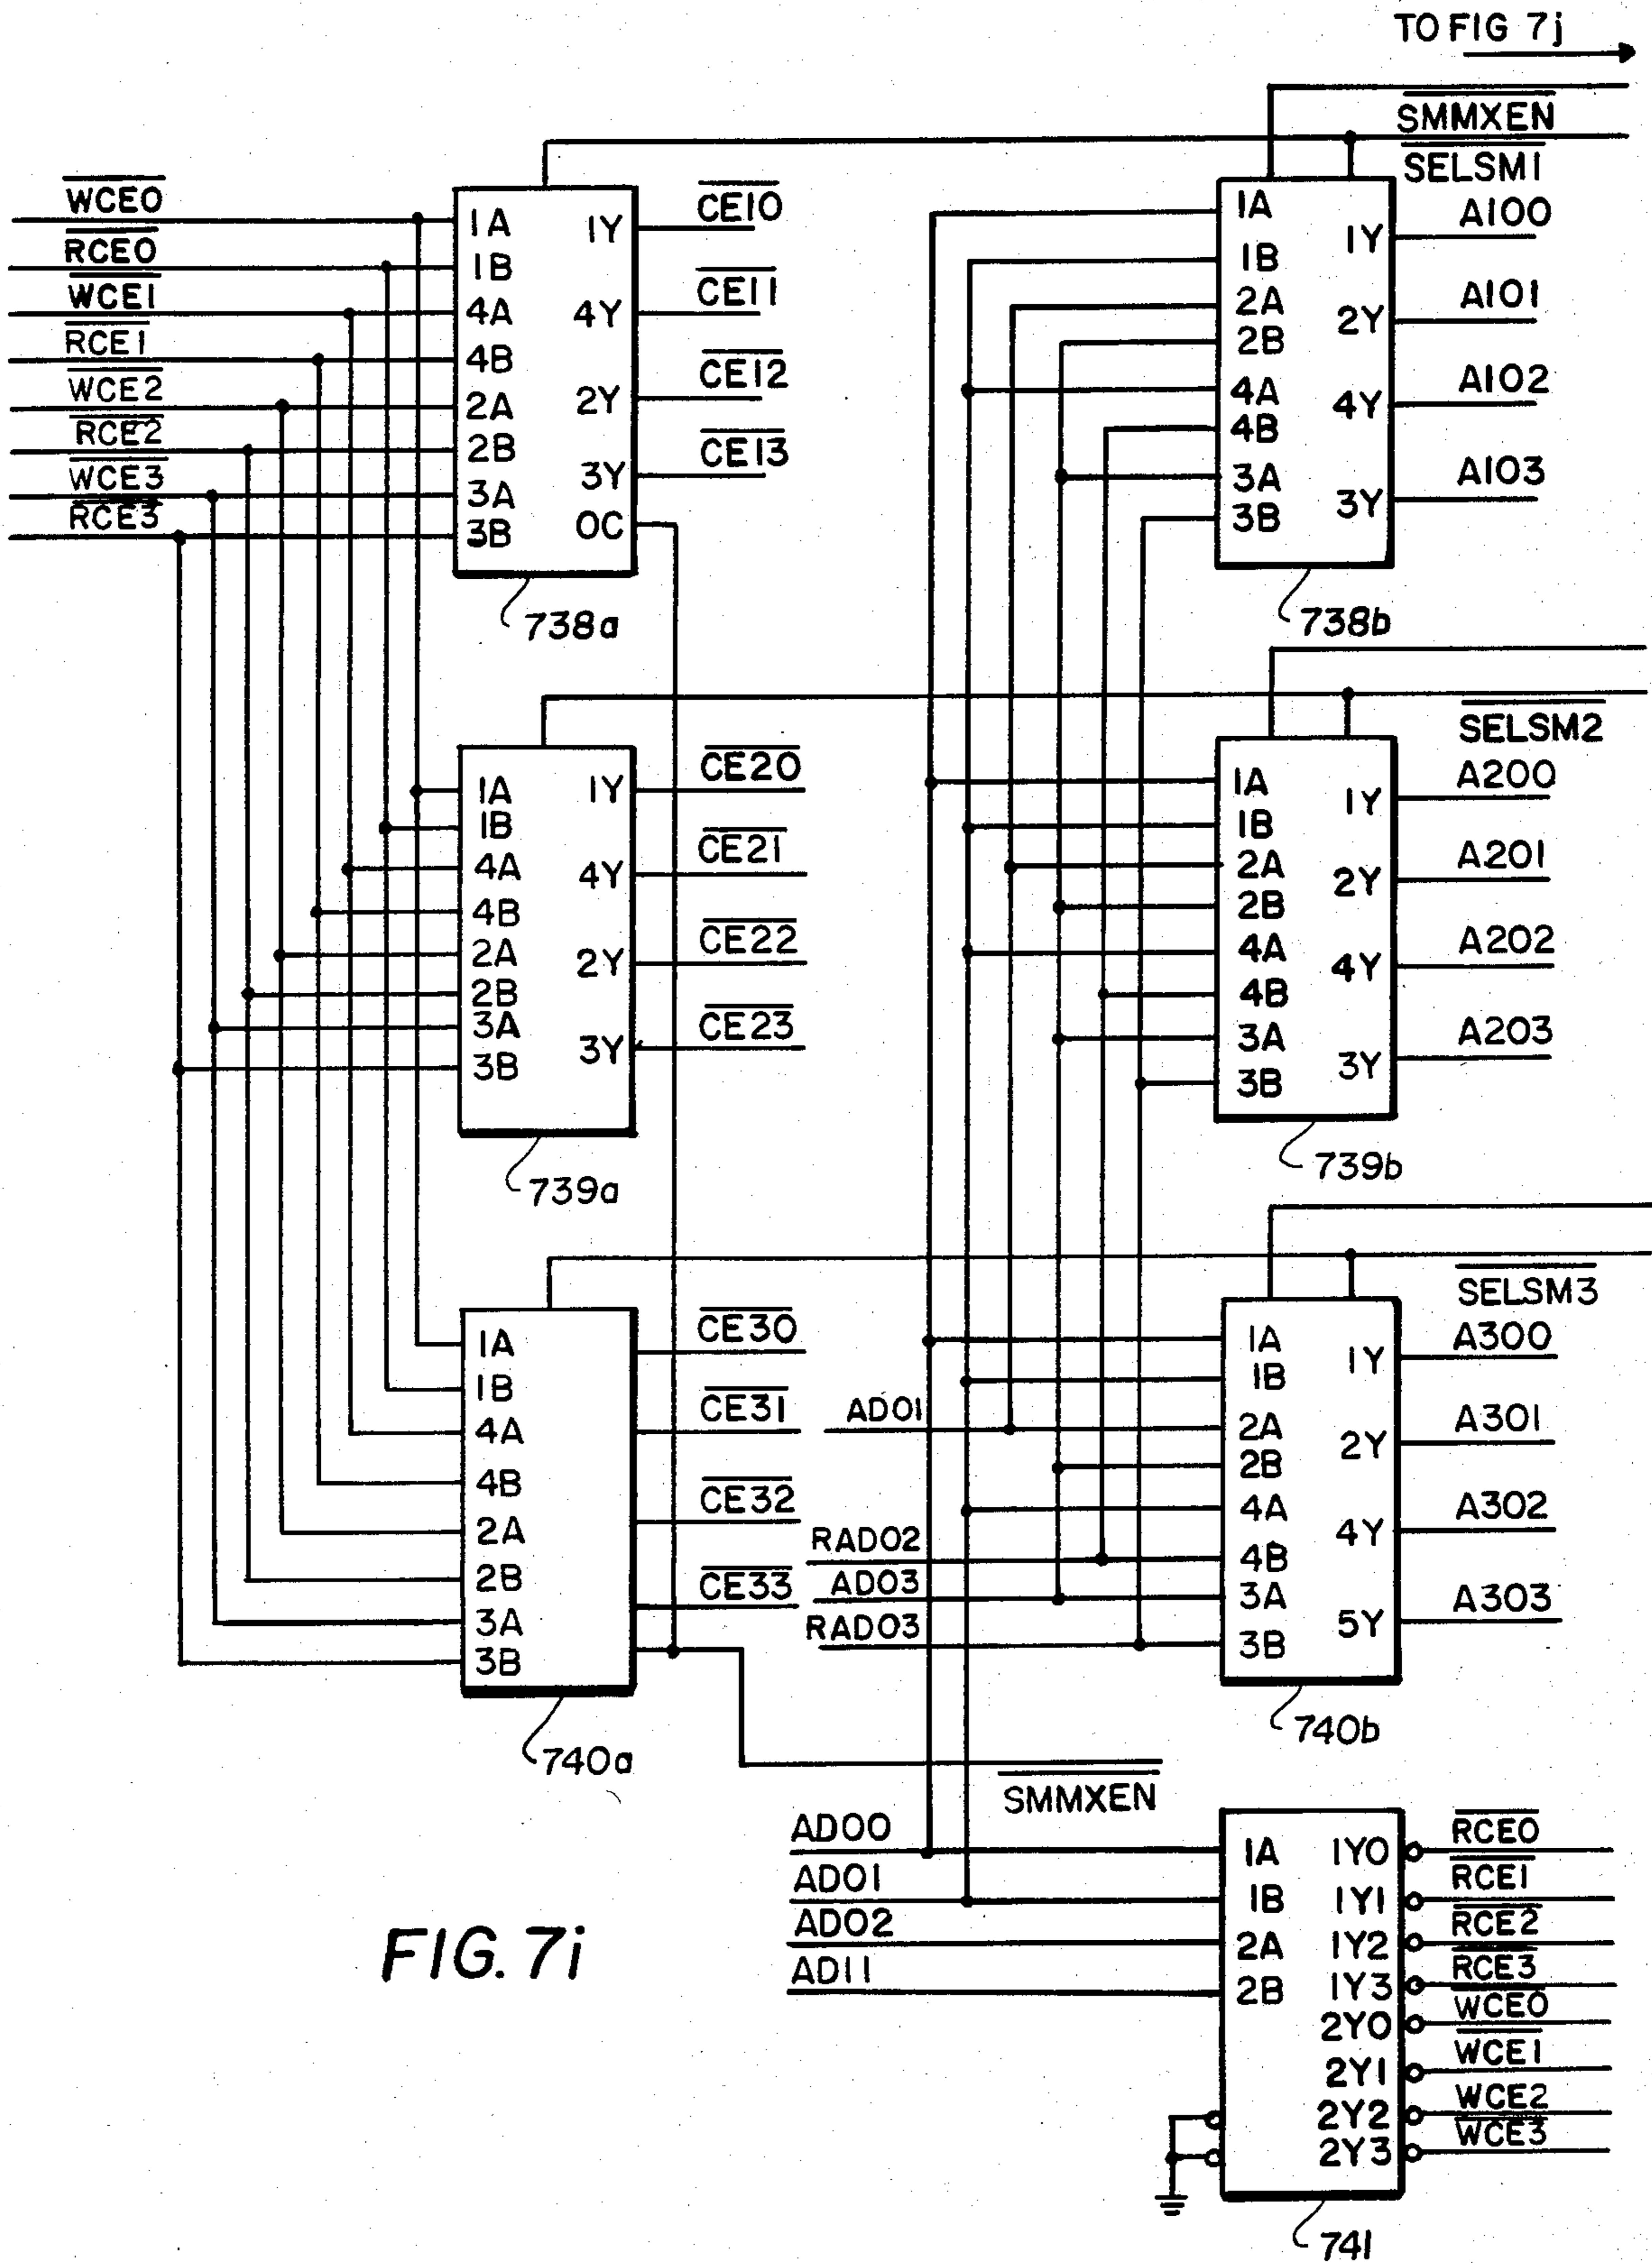 TO FIG 7j
SMMXEN
SELSM1
WCE0
RCE0
WCE1
RCE1
WCE2
RCE2
WCE3
RCE3
1A
1B
4A
4B
2A
2B
3A
3B
1Y
4Y
2Y
3Y
OC
CE10
CE11
CE12
CE13
738a
1A
1B
2A
2B
4A
4B
3A
3B
1Y
2Y
4Y
3Y
A100
A101
A102
A103
738b
1A
1B
4A
4B
2A
2B
3A
3B
1Y
4Y
2Y
3Y
CE20
CE21
CE22
CE23
739a
SELSM2
1A
1B
2A
2B
4A
4B
3A
3B
1Y
2Y
4Y
3Y
A200
A201
A202
A203
739b
1A
1B
4A
4B
2A
2B
3A
3B
CE30
CE31
CE32
CE33
740a
SELSM3
AD01
RAD02
AD03
RAD03
1A
1B
2A
2B
4A
4B
3A
3B
1Y
2Y
4Y
5Y
A300
A301
A302
A303
740b
SMMXEN
AD00
AD01
AD02
AD11
1A
1B
2A
2B
1Y0
1Y1
1Y2
1Y3
2Y0
2Y1
2Y2
2Y3
RCE0
RCE1
RCE2
RCE3
WCE0
WCE1
WCE2
WCE3
741
FIG. 7i